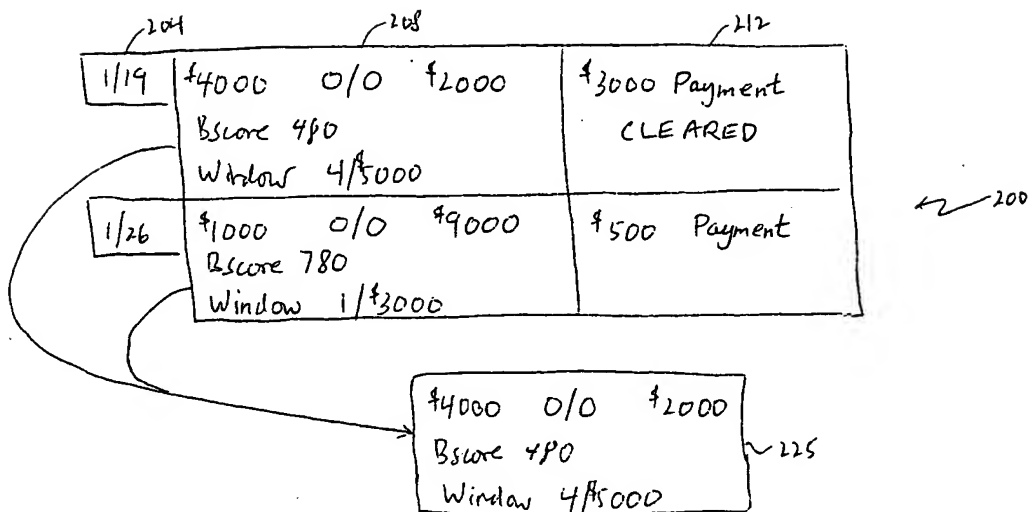 204 208 212
1/19 $4000 0/0 $2000 $3000 Payment
Bscore 480 CLEARED
Window 4/$5000
200
1/26 $1000 0/0 $9000 $500 Payment
Bscore 780
Window 1/$3000
$4000 0/0 $2000
Bscore 480 225
Window 4/$5000